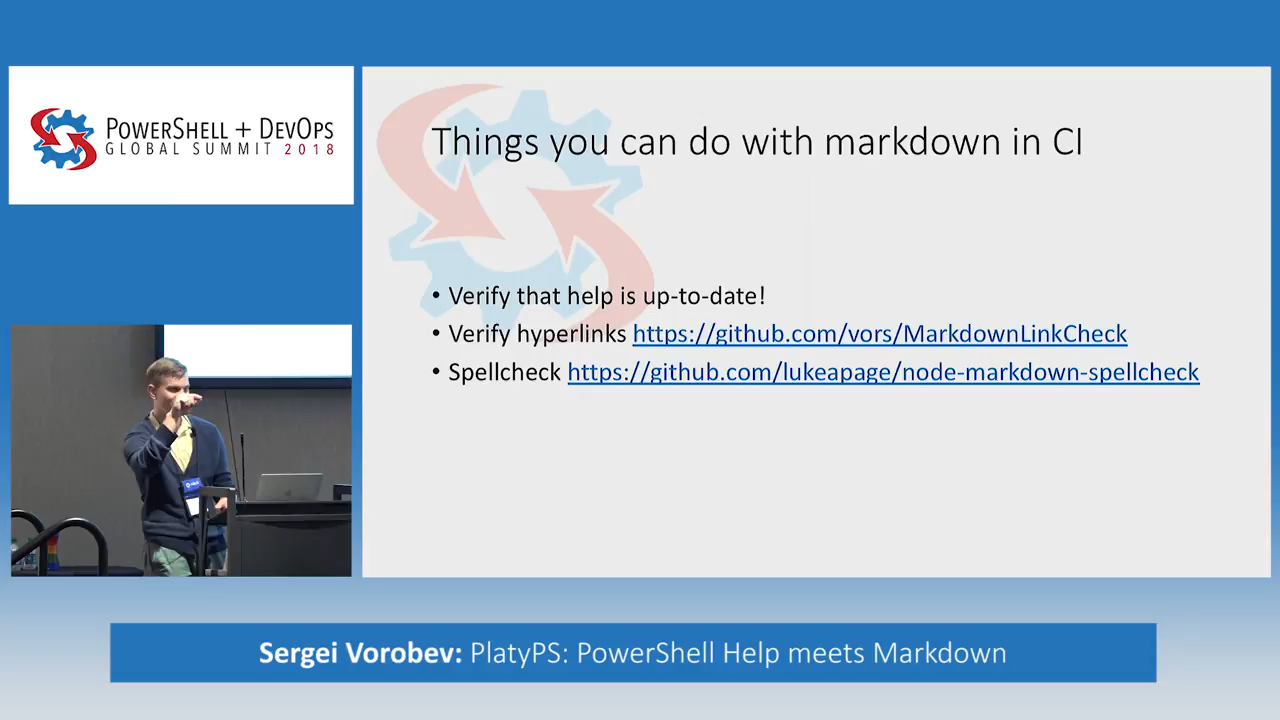 POWERSHELL + DEVOPS
GLOBAL SUMMIT 2018
Things you can do with markdown in CI
• Verify that help is up-to-date!
• Verify hyperlinks https://github.com/vors/MarkdownLinkCheck
• Spellcheck https://github.com/lukeapage/node-markdown-spellcheck
Sergei Vorobev: PlatyPS: PowerShell Help meets Markdown